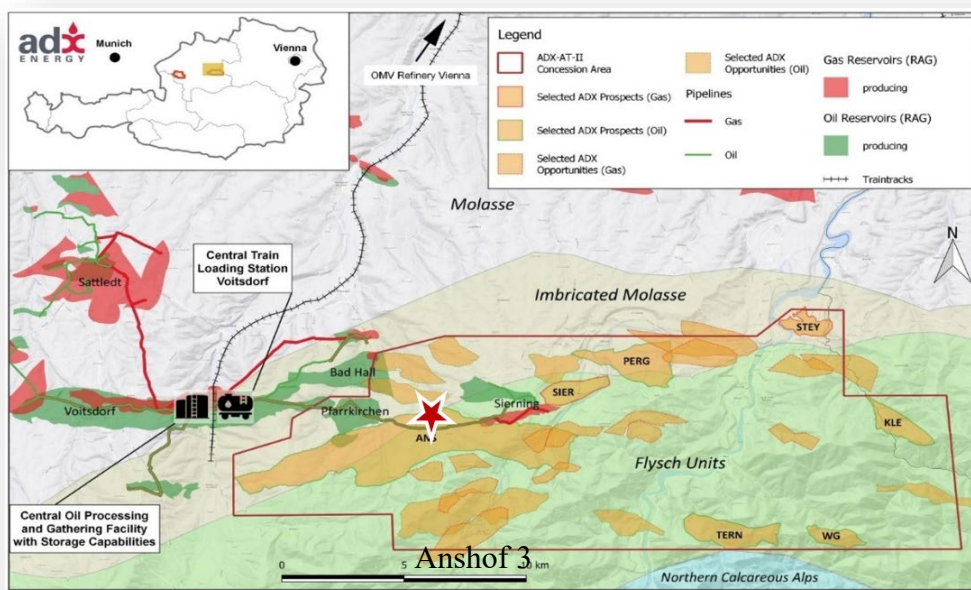 adx
ENERGY
Munich
Vienna
OMV Refinery Vienna
Legend
ADX-AT-II
Concession Area
Selected ADX Prospects (Gas)
Selected ADX Prospects (Oil)
Selected ADX
Opportunities (Gas)
Selected ADX
Opportunities (Oil)
Pipelines
Gas
Oil
Gas Reservoirs (RAG)
producing
Oil Reservoirs (RAG)
producing
Traintracks
Molasse
N
Central Train
Loading Station
Voitsdorf
Sattledt
Imbricated Molasse
STEY
PERG
Bad Hall
SIER
Voitsdorf
Pfarrkirchen
Sierning
KLE
ANS
Flysch Units
Central Oil Processing
and Gathering Facility
with Storage Capabilities
TERN
WG
Anshof 3
0
5
10 km
Northern Calcareous Alps